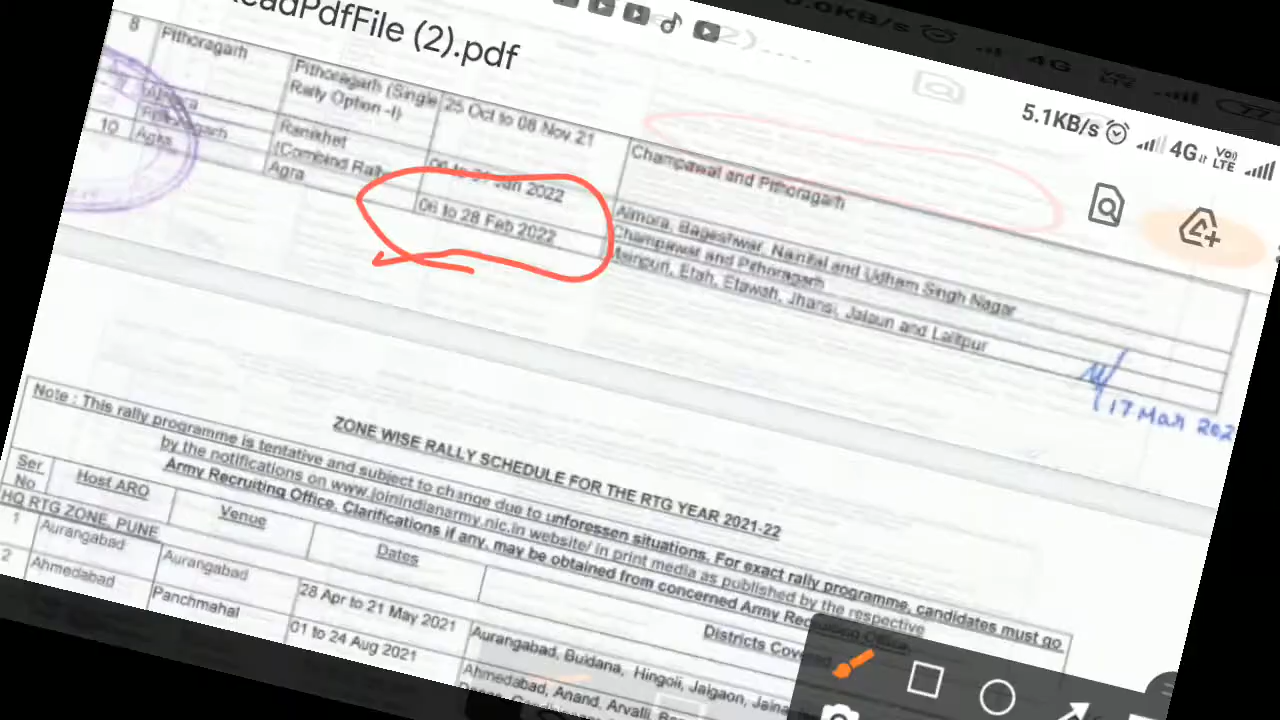 ReadPdfFile (2).pdf
5.1KB/s 4G Vo) LTE
8 Pithoragarh Pithoragarh (Single Rally Option -I) 25 Oct to 08 Nov 21 Champawal and Pithoragarh
Ranikhet (Combind Rally 2022 Almora, Bageshwar, Nainital and Udham Singh Nagar
Champawat and Pithoragarh
10 Agra Agra 06 to 28 Feb 2022 Mainpuri, Etah, Etawah, Jhansi, Jalaun and Lalitpur
17 Mar 202
ZONE WISE RALLY SCHEDULE FOR THE RTG YEAR 2021-22
Note : This rally programme is tentative and subject to change due to unforessen situations. For exact rally programme, candidates must go
by the notifications on www.joinindianarmy.nic.in website/ in print media as published by the respective
Army Recruiting Office. Clarifications if any, may be obtained from concerned Army
Ser No Host ARO Venue Dates Districts Covered
HQ RTG ZONE, PUNE
1 Aurangabad Aurangabad 28 Apr to 21 May 2021 Aurangabad, Buldana, Hingoli, Jalgaon,
2 Ahmedabad Panchmahal 01 to 24 Aug 2021 Ahmedabad, Anand, Arvalli,